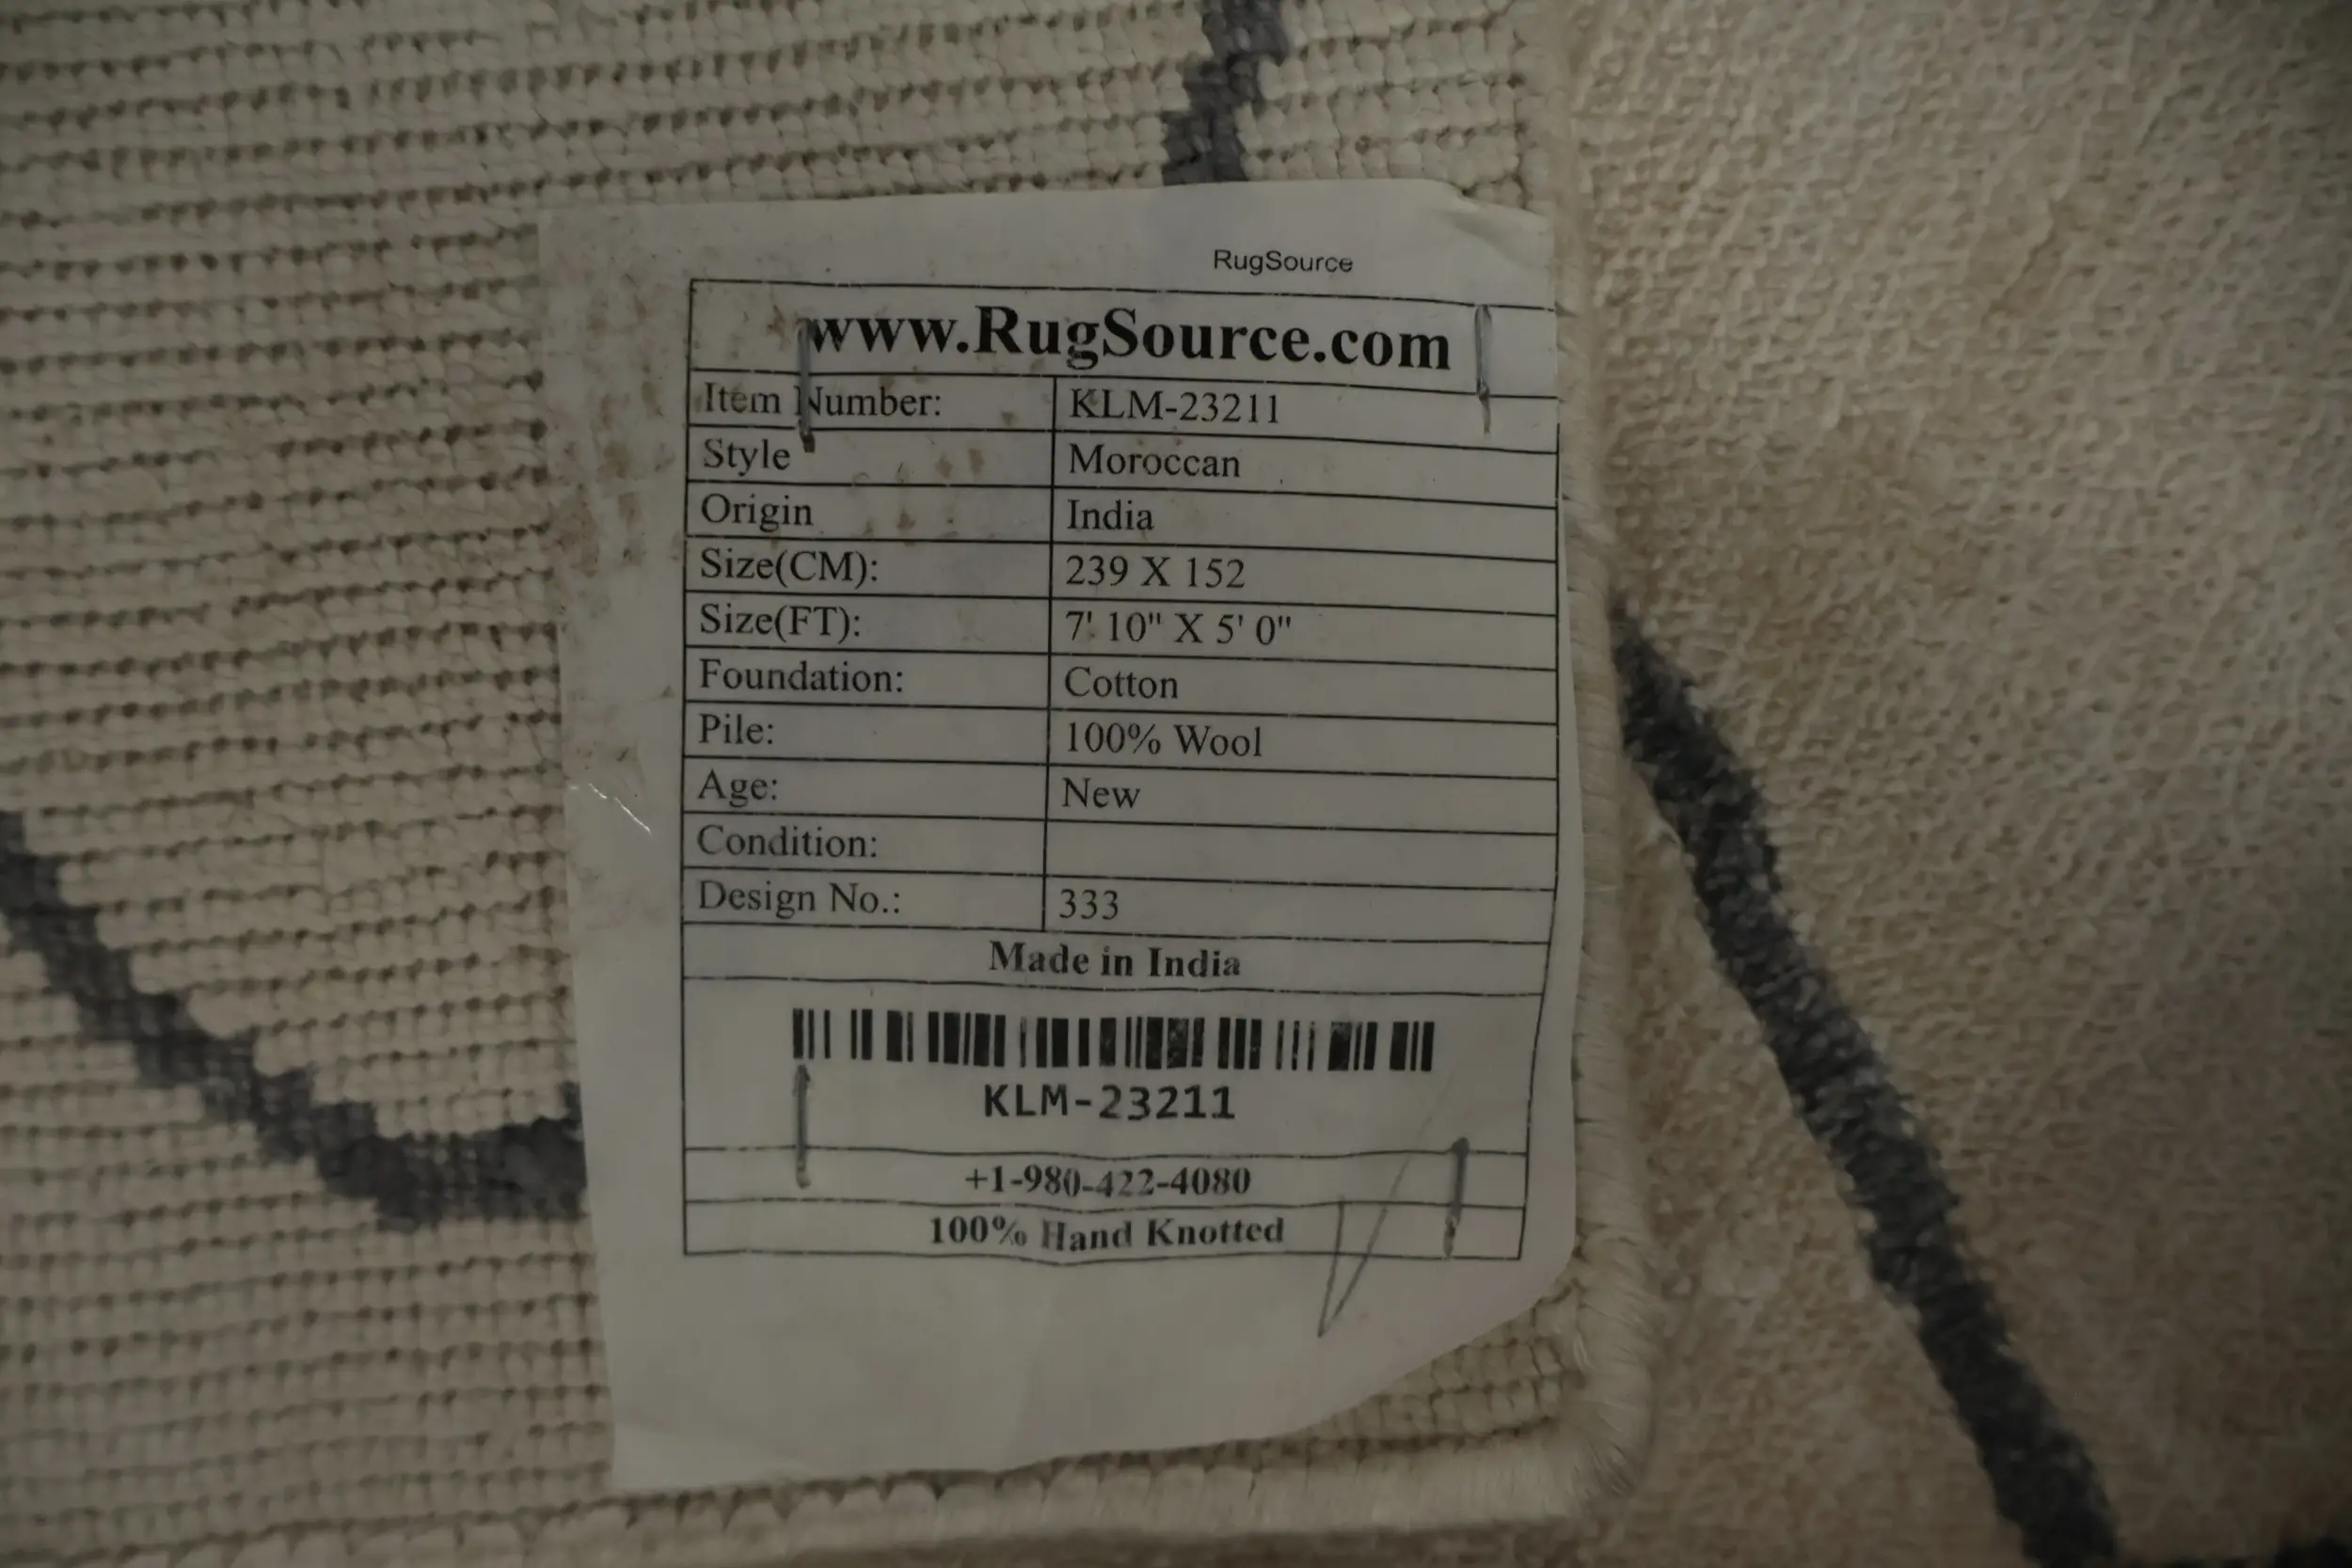 RugSource
www.RugSource.com
Item Number: KLM-23211
Style Moroccan
Origin India
Size(CM): 239 X 152
Size(FT): 7' 10" X 5' 0"
Foundation: Cotton
Pile: 100% Wool
Age: New
Condition:
Design No.: 333
Made in India
KLM-23211
+1-980-422-4080
100% Hand Knotted